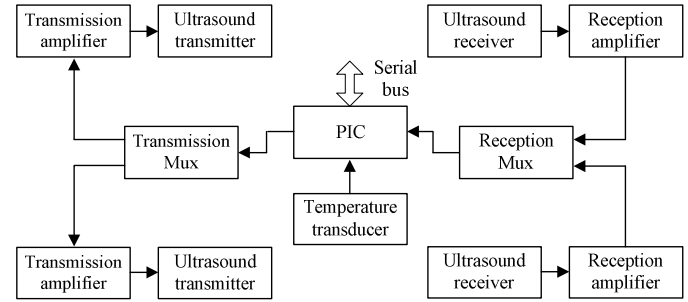 Transmission
amplifier
Ultrasound
transmitter
Ultrasound
receiver
Reception
amplifier
Serial
bus
Transmission
Mux
PIC
Reception
Mux
Temperature
transducer
Transmission
amplifier
Ultrasound
transmitter
Ultrasound
receiver
Reception
amplifier